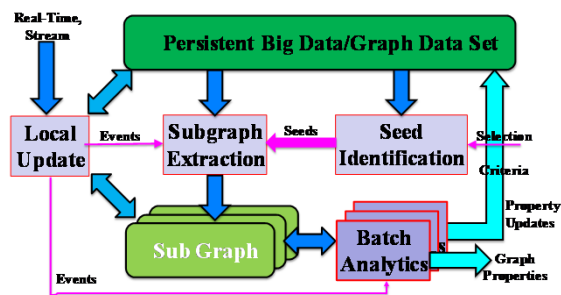 Real-Time,
Stream
Persistent Big Data/Graph Data Set
Local
Update
Events
Subgraph
Extraction
Seeds
Seed
Identification
Selection
Criteria
Property
Updates
Sub Graph
Batch
Analytics
s
Graph
Properties
Events